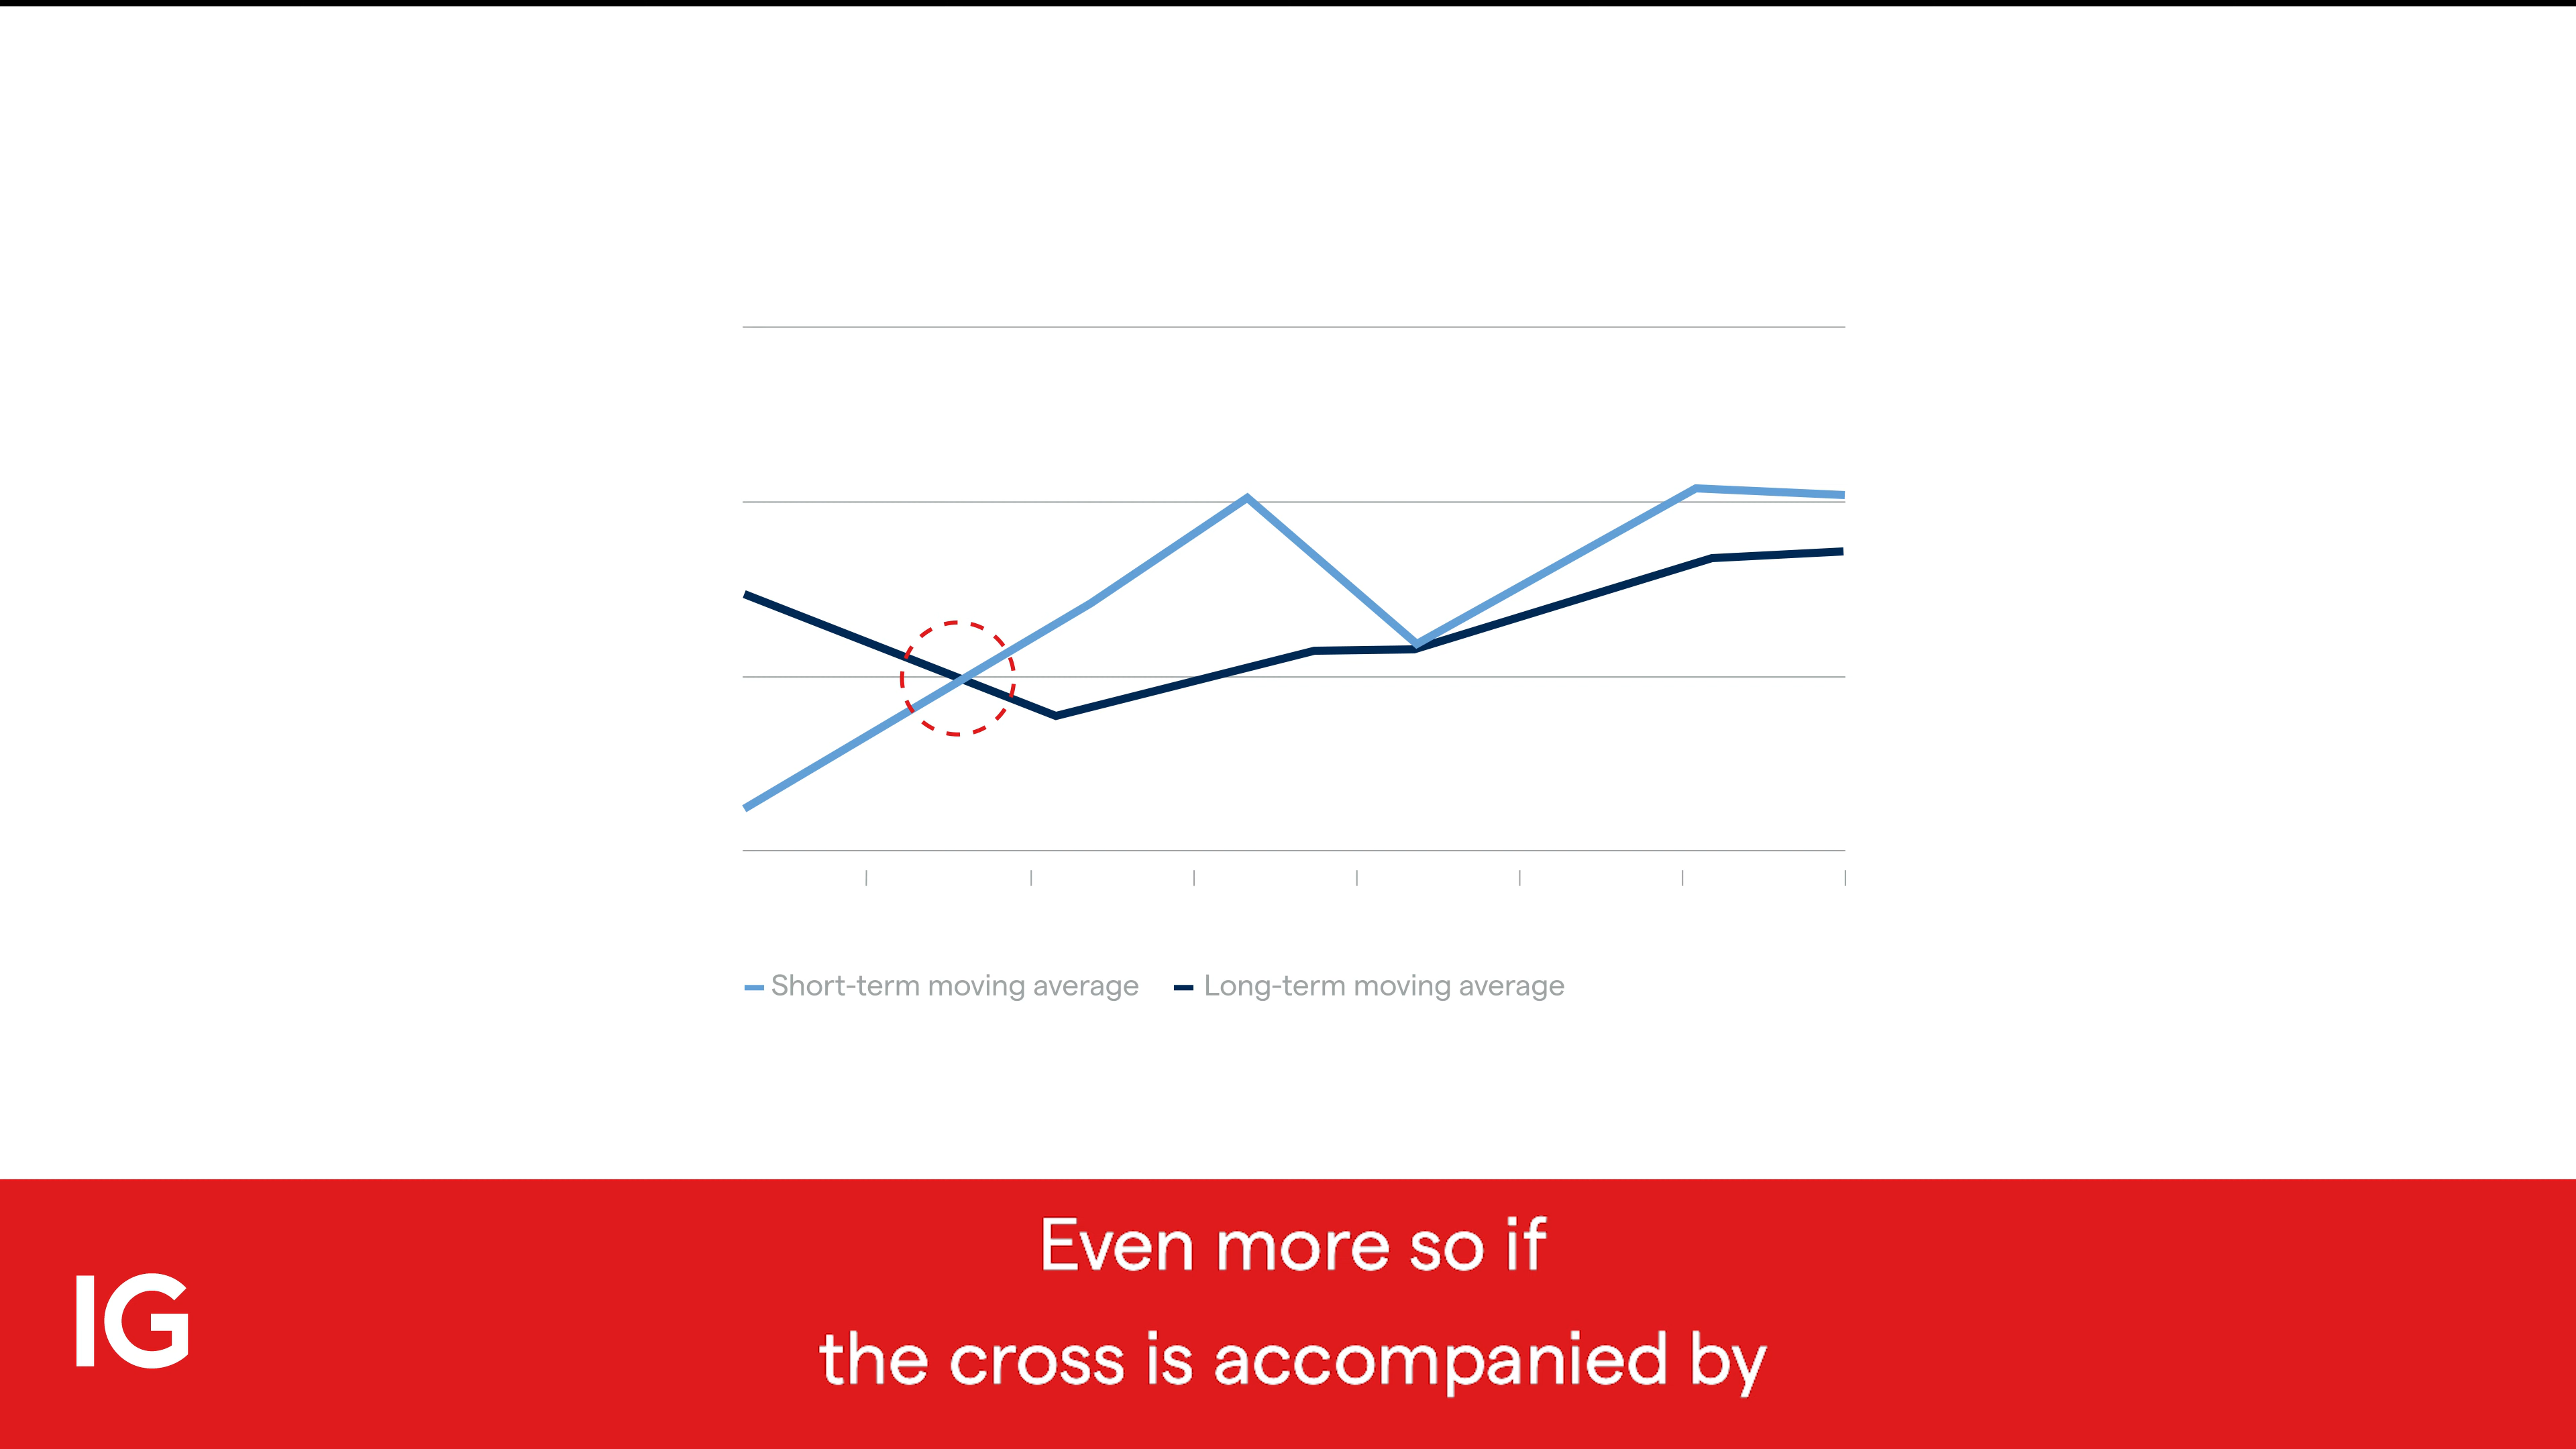 Short-term moving average
Long-term moving average
Even more so if
the cross is accompanied by
IG